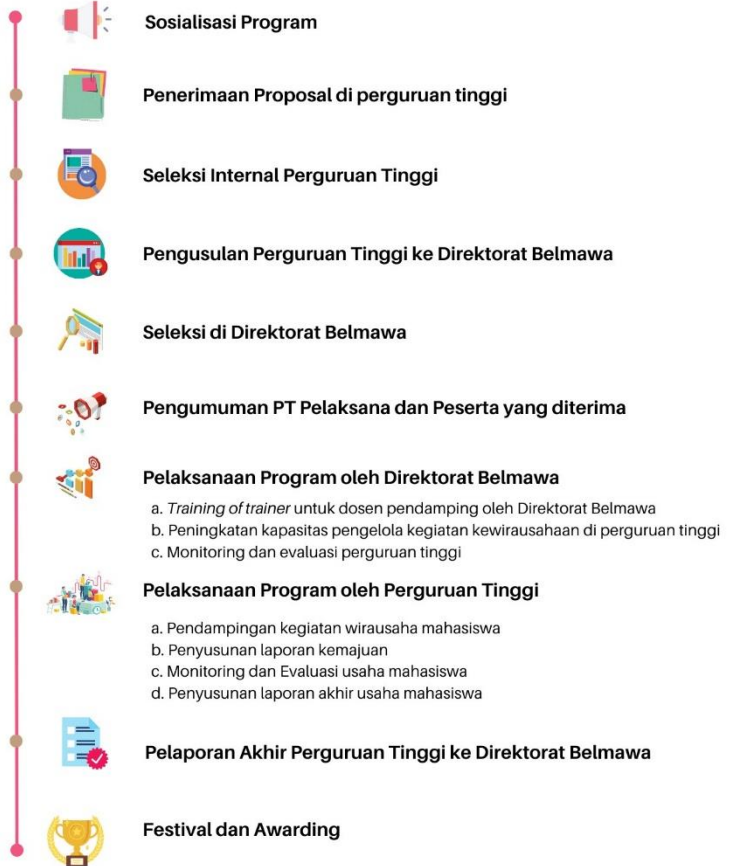 Sosialisasi Program
Penerimaan Proposal di perguruan tinggi
Seleksi Internal Perguruan Tinggi
Pengusulan Perguruan Tinggi ke Direktorat Belmawa
Seleksi di Direktorat Belmawa
Pengumuman PT Pelaksana dan Peserta yang diterima
Pelaksanaan Program oleh Direktorat Belmawa
a. Training of trainer untuk dosen pendamping oleh Direktorat Belmawa
b. Peningkatan kapasitas pengelola kegiatan kewirausahaan di perguruan tinggi
c. Monitoring dan evaluasi perguruan tinggi
Pelaksanaan Program oleh Perguruan Tinggi
a. Pendampingan kegiatan wirausaha mahasiswa
b. Penyusunan laporan kemajuan
c. Monitoring dan Evaluasi usaha mahasiswa
d. Penyusunan laporan akhir usaha mahasiswa
Pelaporan Akhir Perguruan Tinggi ke Direktorat Belmawa
Festival dan Awarding